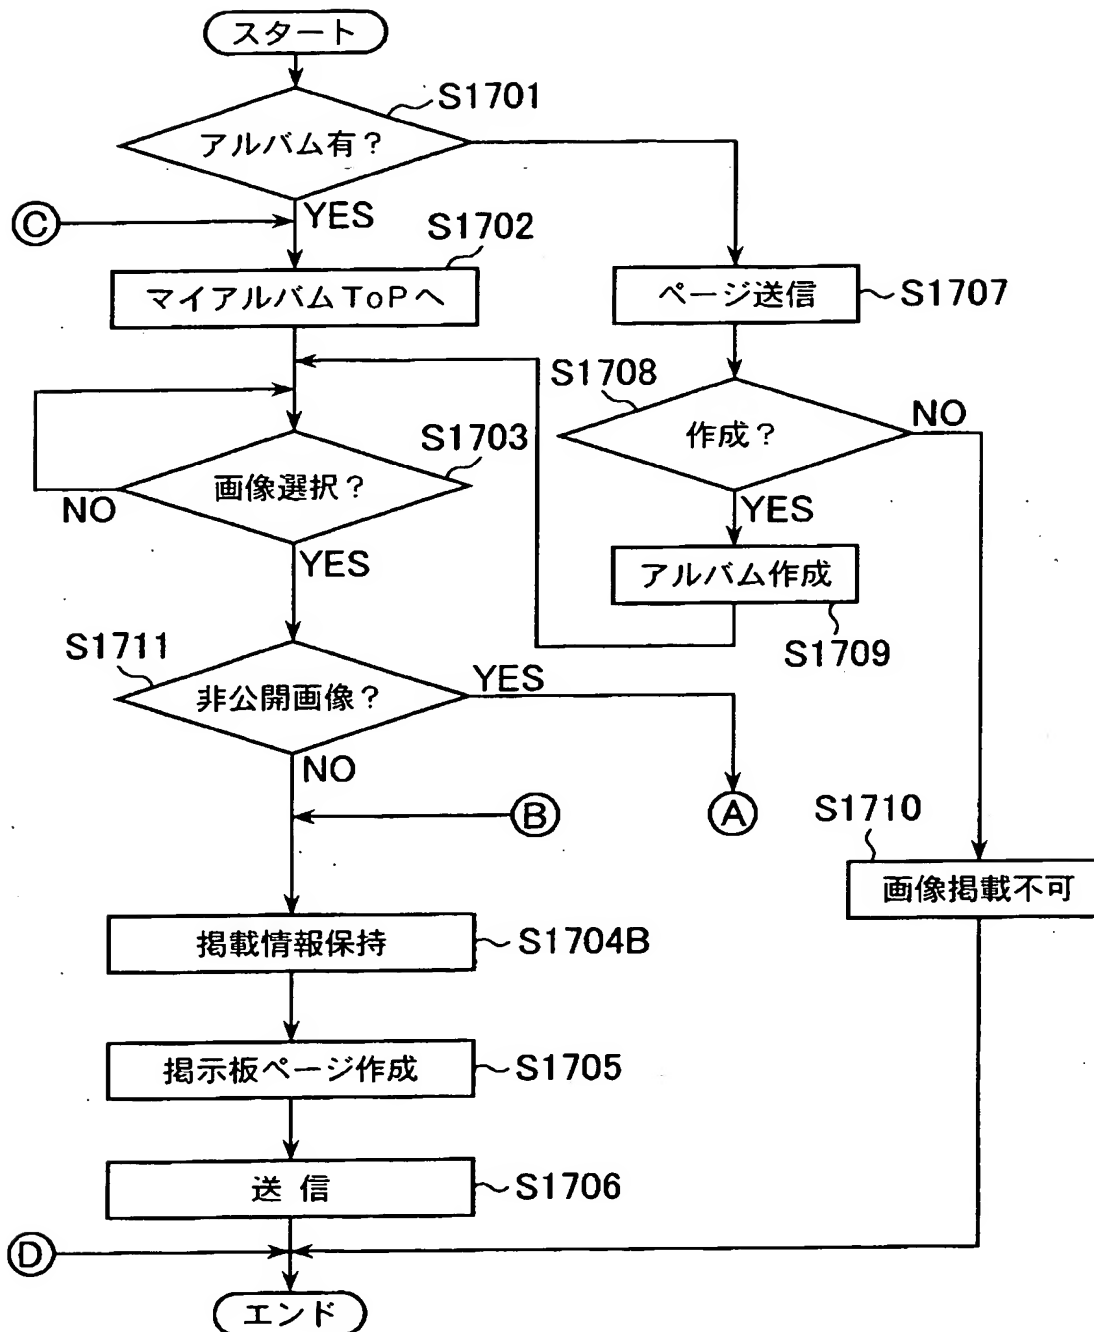 スタート
S1701
アルバム有？
C
YES
S1702
マイアルバムToPへ
ページ送信
S1707
S1708
作成？
NO
S1703
画像選択？
NO
YES
YES
アルバム作成
S1709
S1711
非公開画像？
YES
NO
B
A
S1710
画像掲載不可
掲載情報保持
S1704B
掲示板ページ作成
S1705
送 信
S1706
D
エンド